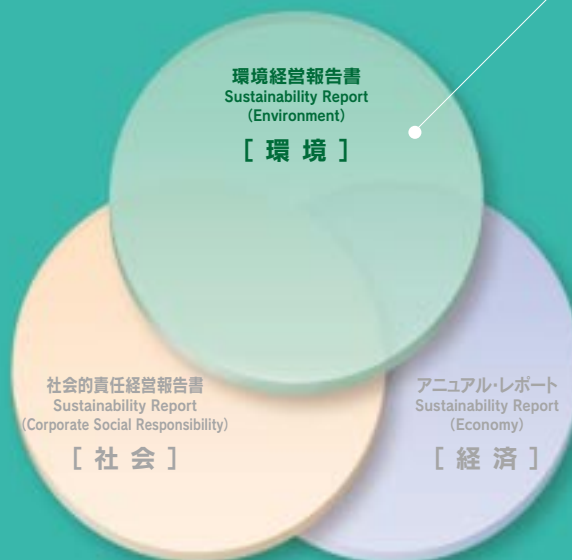 環境経営報告書
Sustainability Report
(Environment)
[ 環 境 ]
社会的責任経営報告書
Sustainability Report
(Corporate Social Responsibility)
[ 社 会 ]
アニュアル・レポート
Sustainability Report
(Economy)
[ 経 済 ]